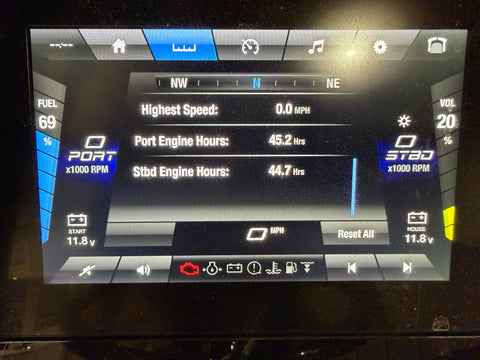 --:--
NW N NE
FUEL
69
%
Highest Speed: 0.0 MPH
VOL
20
%
0
PORT
x1000 RPM
Port Engine Hours: 45.2 Hrs
0
STBD
x1000 RPM
Stbd Engine Hours: 44.7 Hrs
START
11.8 V
0 MPH
Reset All
HOUSE
11.8 V